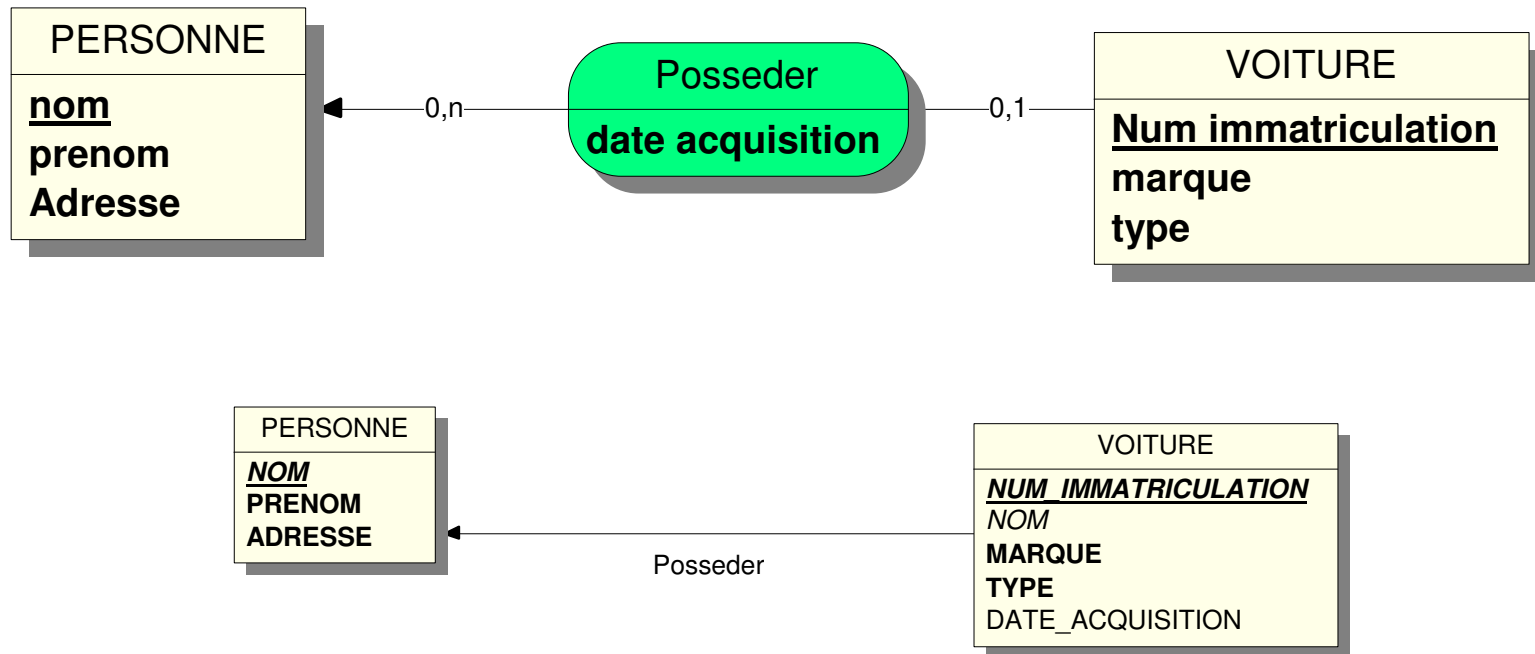 PERSONNE
nom
prenom
Adresse
0,n
Posseder
date acquisition
0,1
VOITURE
Num immatriculation
marque
type
PERSONNE
NOM
PRENOM
ADRESSE
Posseder
VOITURE
NUM_IMMATRICULATION
NOM
MARQUE
TYPE
DATE_ACQUISITION